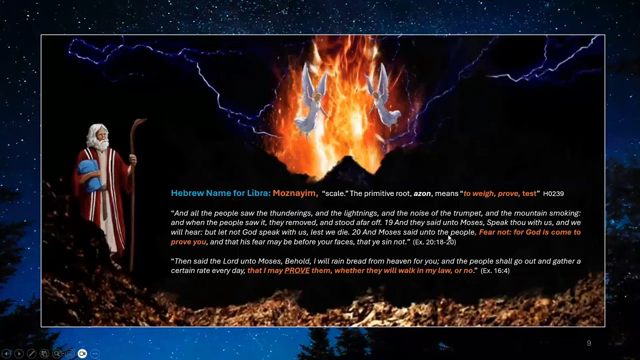 Hebrew Name for Libra: Moznayim, “scale.” The primitive root, azon, means “to weigh, prove, test” H0239
“And all the people saw the thunderings, and the lightnings, and the noise of the trumpet, and the mountain smoking:
and when the people saw it, they removed, and stood afar off. 19 And they said unto Moses, Speak thou with us, and we
will hear: but let not God speak with us, lest we die. 20 And Moses said unto the people, Fear not: for God is come to
prove you, and that his fear may be before your faces, that ye sin not.” (Ex. 20:18-20)
“Then said the Lord unto Moses, Behold, I will rain bread from heaven for you; and the people shall go out and gather a
certain rate every day, that I may PROVE them, whether they will walk in my law, or no.” (Ex. 16:4)
9